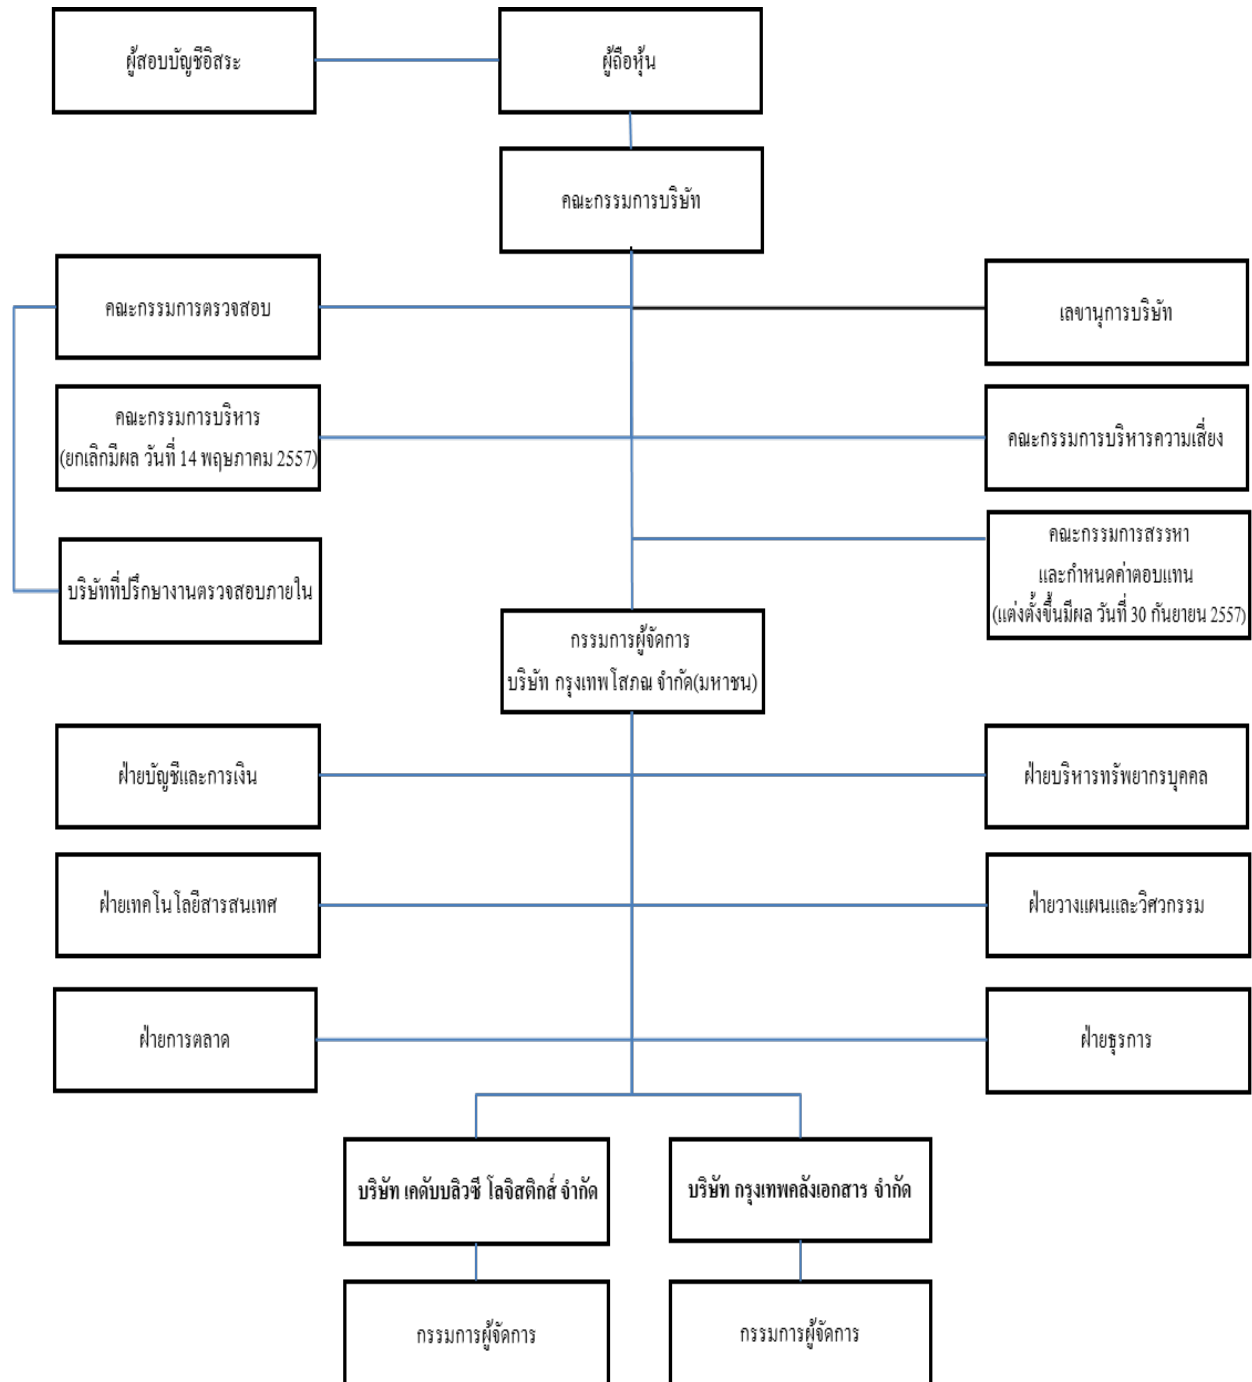 ผู้สอบบัญชีอิสระ
ผู้ถือหุ้น
คณะกรรมการบริษัท
คณะกรรมการตรวจสอบ
เลขานุการบริษัท
คณะกรรมการบริหาร
(ยกเลิกมีผล วันที่ 14 พฤษภาคม 2557)
คณะกรรมการบริหารความเสี่ยง
บริษัทที่ปรึกษางานตรวจสอบภายใน
คณะกรรมการสรรหา
และกำหนดค่าตอบแทน
(แต่งตั้งขึ้นมีผล วันที่ 30 กันยายน 2557)
กรรมการผู้จัดการ
บริษัท กรุงเทพโสภณ จำกัด(มหาชน)
ฝ่ายบัญชีและการเงิน
ฝ่ายบริหารทรัพยากรบุคคล
ฝ่ายเทคโนโลยีสารสนเทศ
ฝ่ายวางแผนและวิศวกรรม
ฝ่ายการตลาด
ฝ่ายธุรการ
บริษัท เคดับบลิวซี โลจิสติกส์ จำกัด
บริษัท กรุงเทพคลังเอกสาร จำกัด
กรรมการผู้จัดการ
กรรมการผู้จัดการ